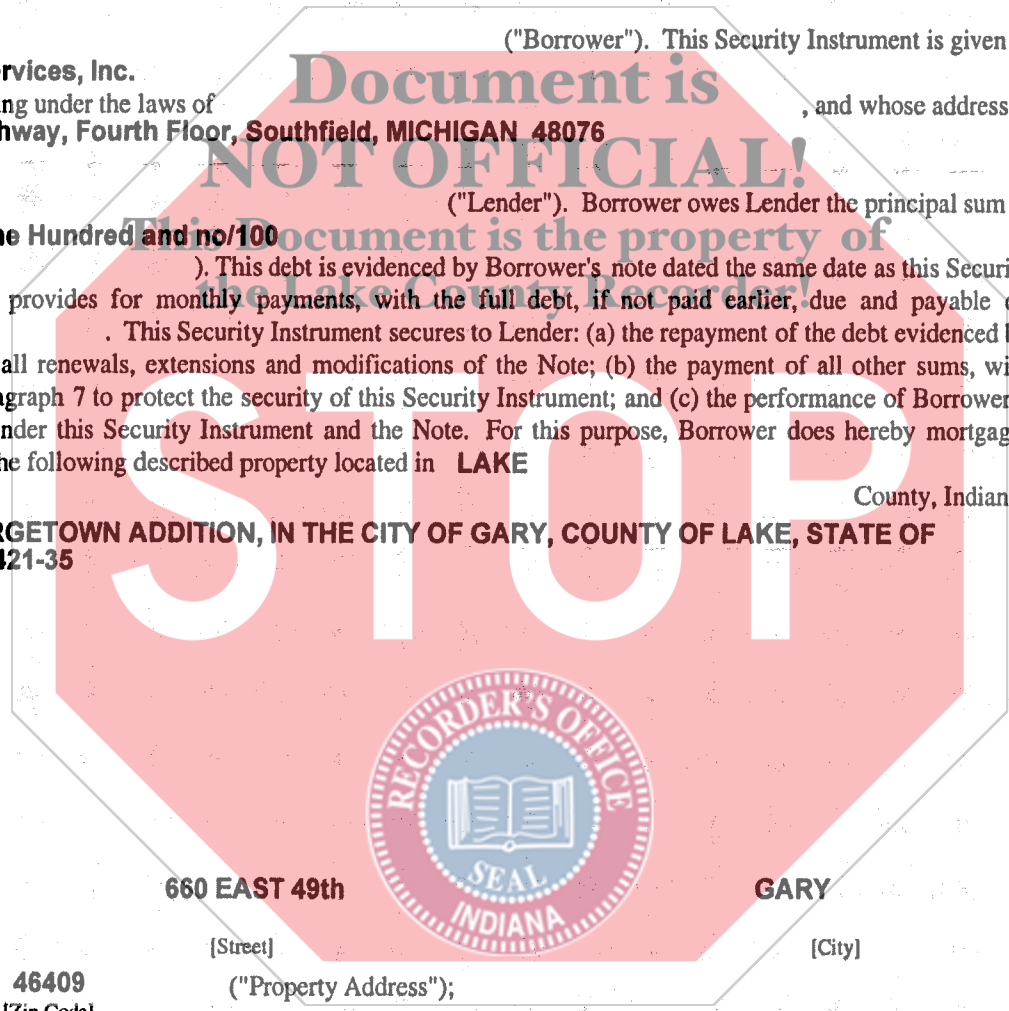 ("Borrower"). This Security Instrument is given
Document is
rvices, Inc.
ng under the laws of , and whose address
hway, Fourth Floor, Southfield, MICHIGAN 48076
NOT OFFICIAL!
("Lender"). Borrower owes Lender the principal sum
This Document is the property of
ne Hundred and no/100
). This debt is evidenced by Borrower's note dated the same date as this Securi
the Lake County Recorder!
provides for monthly payments, with the full debt, if not paid earlier, due and payable
. This Security Instrument secures to Lender: (a) the repayment of the debt evidenced
all renewals, extensions and modifications of the Note; (b) the payment of all other sums, wi
agraph 7 to protect the security of this Security Instrument; and (c) the performance of Borrower
nder this Security Instrument and the Note. For this purpose, Borrower does hereby mortgag
he following described property located in LAKE
County, Indian
RGETOWN ADDITION, IN THE CITY OF GARY, COUNTY OF LAKE, STATE OF
421-35
STOP
RECORDER'S OFFICE
SEAL
INDIANA
660 EAST 49th GARY
[Street] [City]
46409 ("Property Address");
[Zip Code]